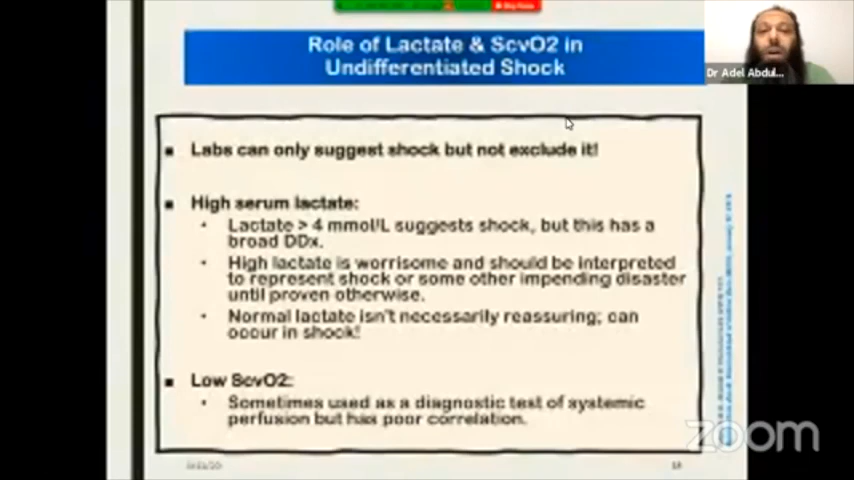 Role of Lactate & ScvO2 in
Undifferentiated Shock
Dr Adel Abdul...
▪ Labs can only suggest shock but not exclude it!
▪ High serum lactate:
• Lactate > 4 mmol/L suggests shock, but this has a
broad DDx.
• High lactate is worrisome and should be interpreted
to represent shock or some other impending disaster
until proven otherwise.
• Normal lactate isn't necessarily reassuring; can
occur in shock!
▪ Low ScvO2:
• Sometimes used as a diagnostic test of systemic
perfusion but has poor correlation.
zoom